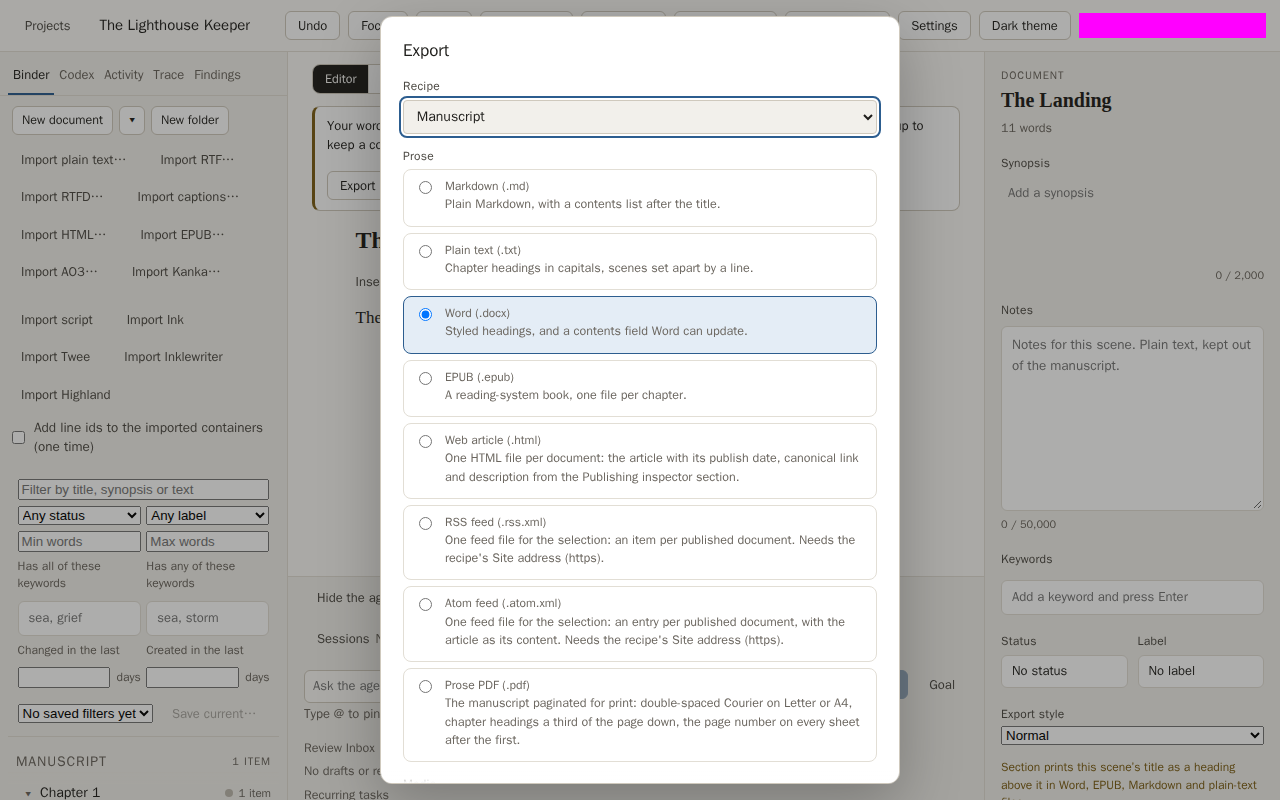 Projects
The Lighthouse Keeper
Undo
Settings
Dark theme
Binder
Codex
Activity
Trace
Findings
New document
▾
New folder
Import plain text···
Import RTF···
Import RTFD···
Import captions···
Import HTML···
Import EPUB···
Import AO3···
Import Kanka···
Import script
Import Ink
Import Twee
Import Inklewriter
Import Highland
Add line ids to the imported containers
(one time)
Filter by title, synopsis or text
Any status
Any label
Min words
Max words
Has all of these
keywords
Has any of these
keywords
sea, grief
sea, storm
Changed in the last
Created in the last
days
days
No saved filters yet
Save current···
MANUSCRIPT
1 ITEM
Chapter 1
1 item
Editor
keep a
Export
Hide the
Sessions
Ask the
Goal
Type @ to
Review Inbox
No drafts or
Recurring tasks
Export
Recipe
Manuscript
Prose
Markdown (.md)
Plain Markdown, with a contents list after the title.
Plain text (.txt)
Chapter headings in capitals, scenes set apart by a line.
Word (.docx)
Styled headings, and a contents field Word can update.
EPUB (.epub)
A reading-system book, one file per chapter.
Web article (.html)
One HTML file per document: the article with its publish date, canonical link
and description from the Publishing inspector section.
RSS feed (.rss.xml)
One feed file for the selection: an item per published document. Needs the
recipe's Site address (https).
Atom feed (.atom.xml)
One feed file for the selection: an entry per published document, with the
article as its content. Needs the recipe's Site address (https).
Prose PDF (.pdf)
The manuscript paginated for print: double-spaced Courier on Letter or A4,
chapter headings a third of the page down, the page number on every sheet
after the first.
DOCUMENT
The Landing
11 words
Synopsis
Add a synopsis
0 / 2,000
Notes
Notes for this scene. Plain text, kept out
of the manuscript.
0 / 50,000
Keywords
Add a keyword and press Enter
Status
Label
No status
No label
Export style
Normal
Section prints this scene's title as a heading
above it in Word, EPUB, Markdown and plain-text